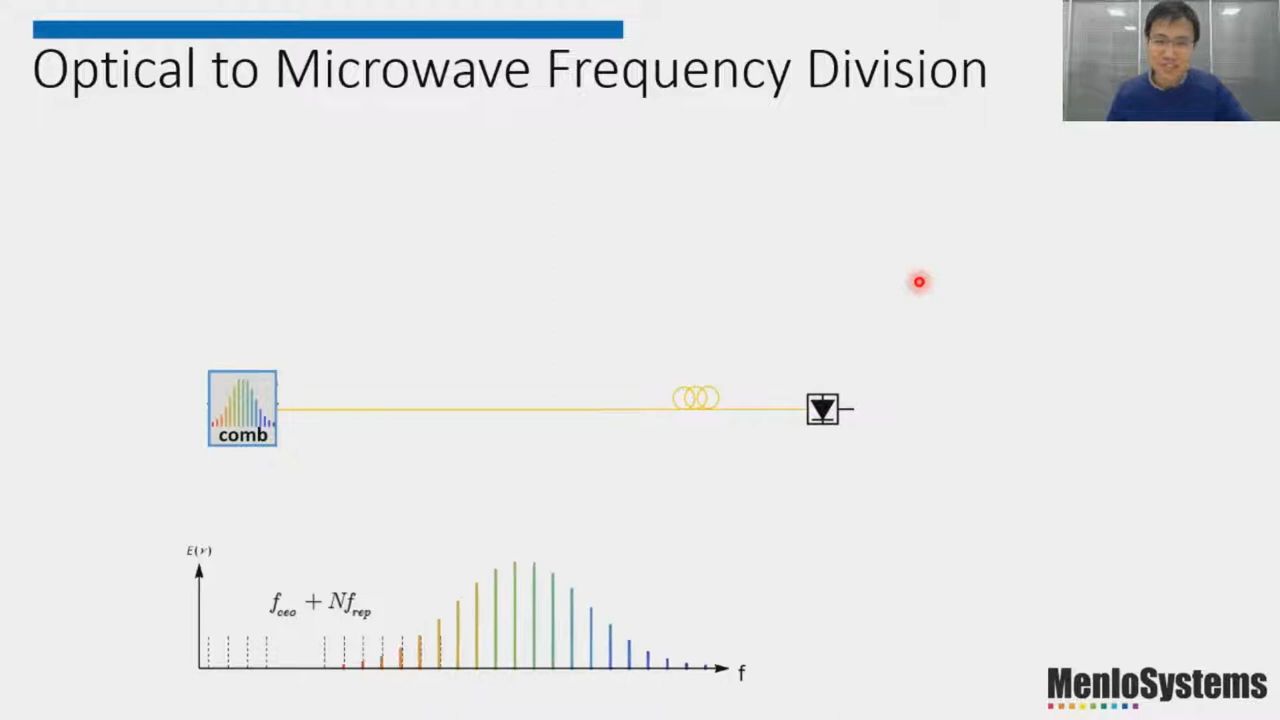 Optical to Microwave Frequency Division
comb
E(ν)
f_ceo + Nf_rep
f
MenloSystems